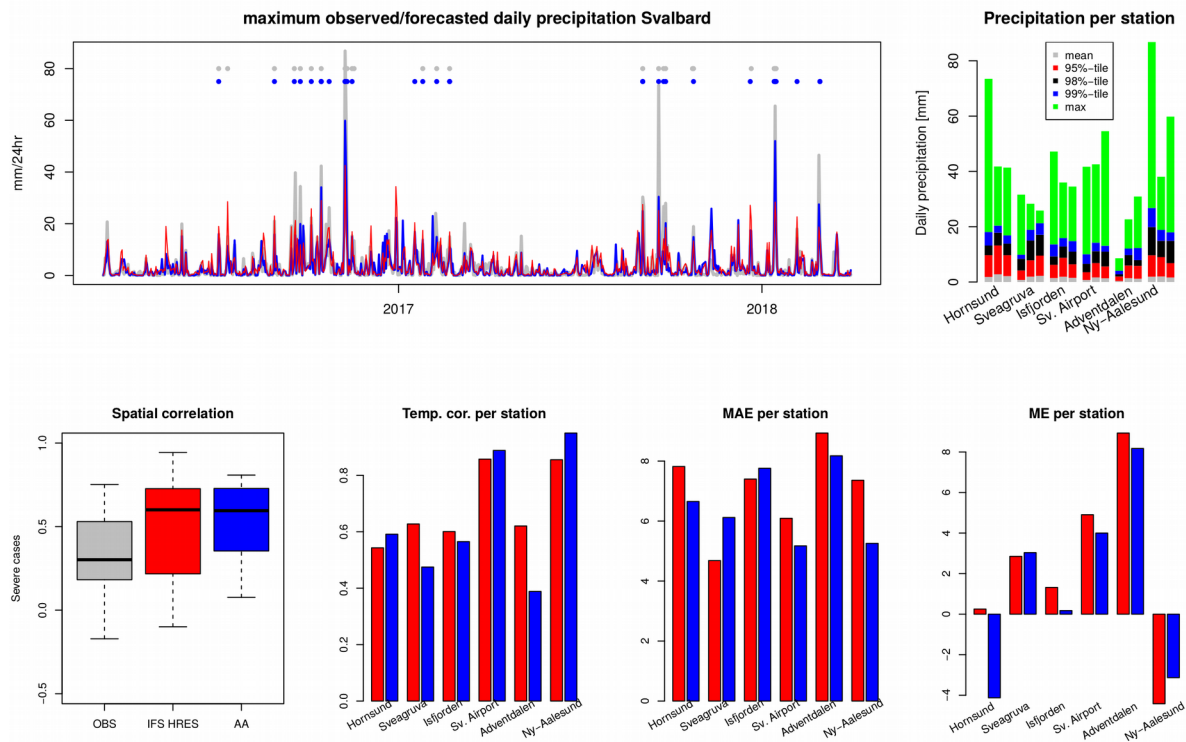 maximum observed/forecasted daily precipitation Svalbard
mm/24hr
80
60
40
20
0
2017
2018
Precipitation per station
Daily precipitation [mm]
80
60
40
20
0
mean
95%-tile
98%-tile
99%-tile
max
Hornsund
Sveagruva
Isfjorden
Sv. Airport
Adventdalen
Ny-Aalesund
Spatial correlation
Severe cases
1.0
0.5
0.0
-0.5
OBS
IFS HRES
AA
Temp. cor. per station
0.8
0.6
0.4
0.2
0.0
Hornsund
Sveagruva
Isfjorden
Sv. Airport
Adventdalen
Ny-Aalesund
MAE per station
8
6
4
2
0
Hornsund
Sveagruva
Isfjorden
Sv. Airport
Adventdalen
Ny-Aalesund
ME per station
8
6
4
2
0
-2
-4
Hornsund
Sveagruva
Isfjorden
Sv. Airport
Adventdalen
Ny-Aalesund